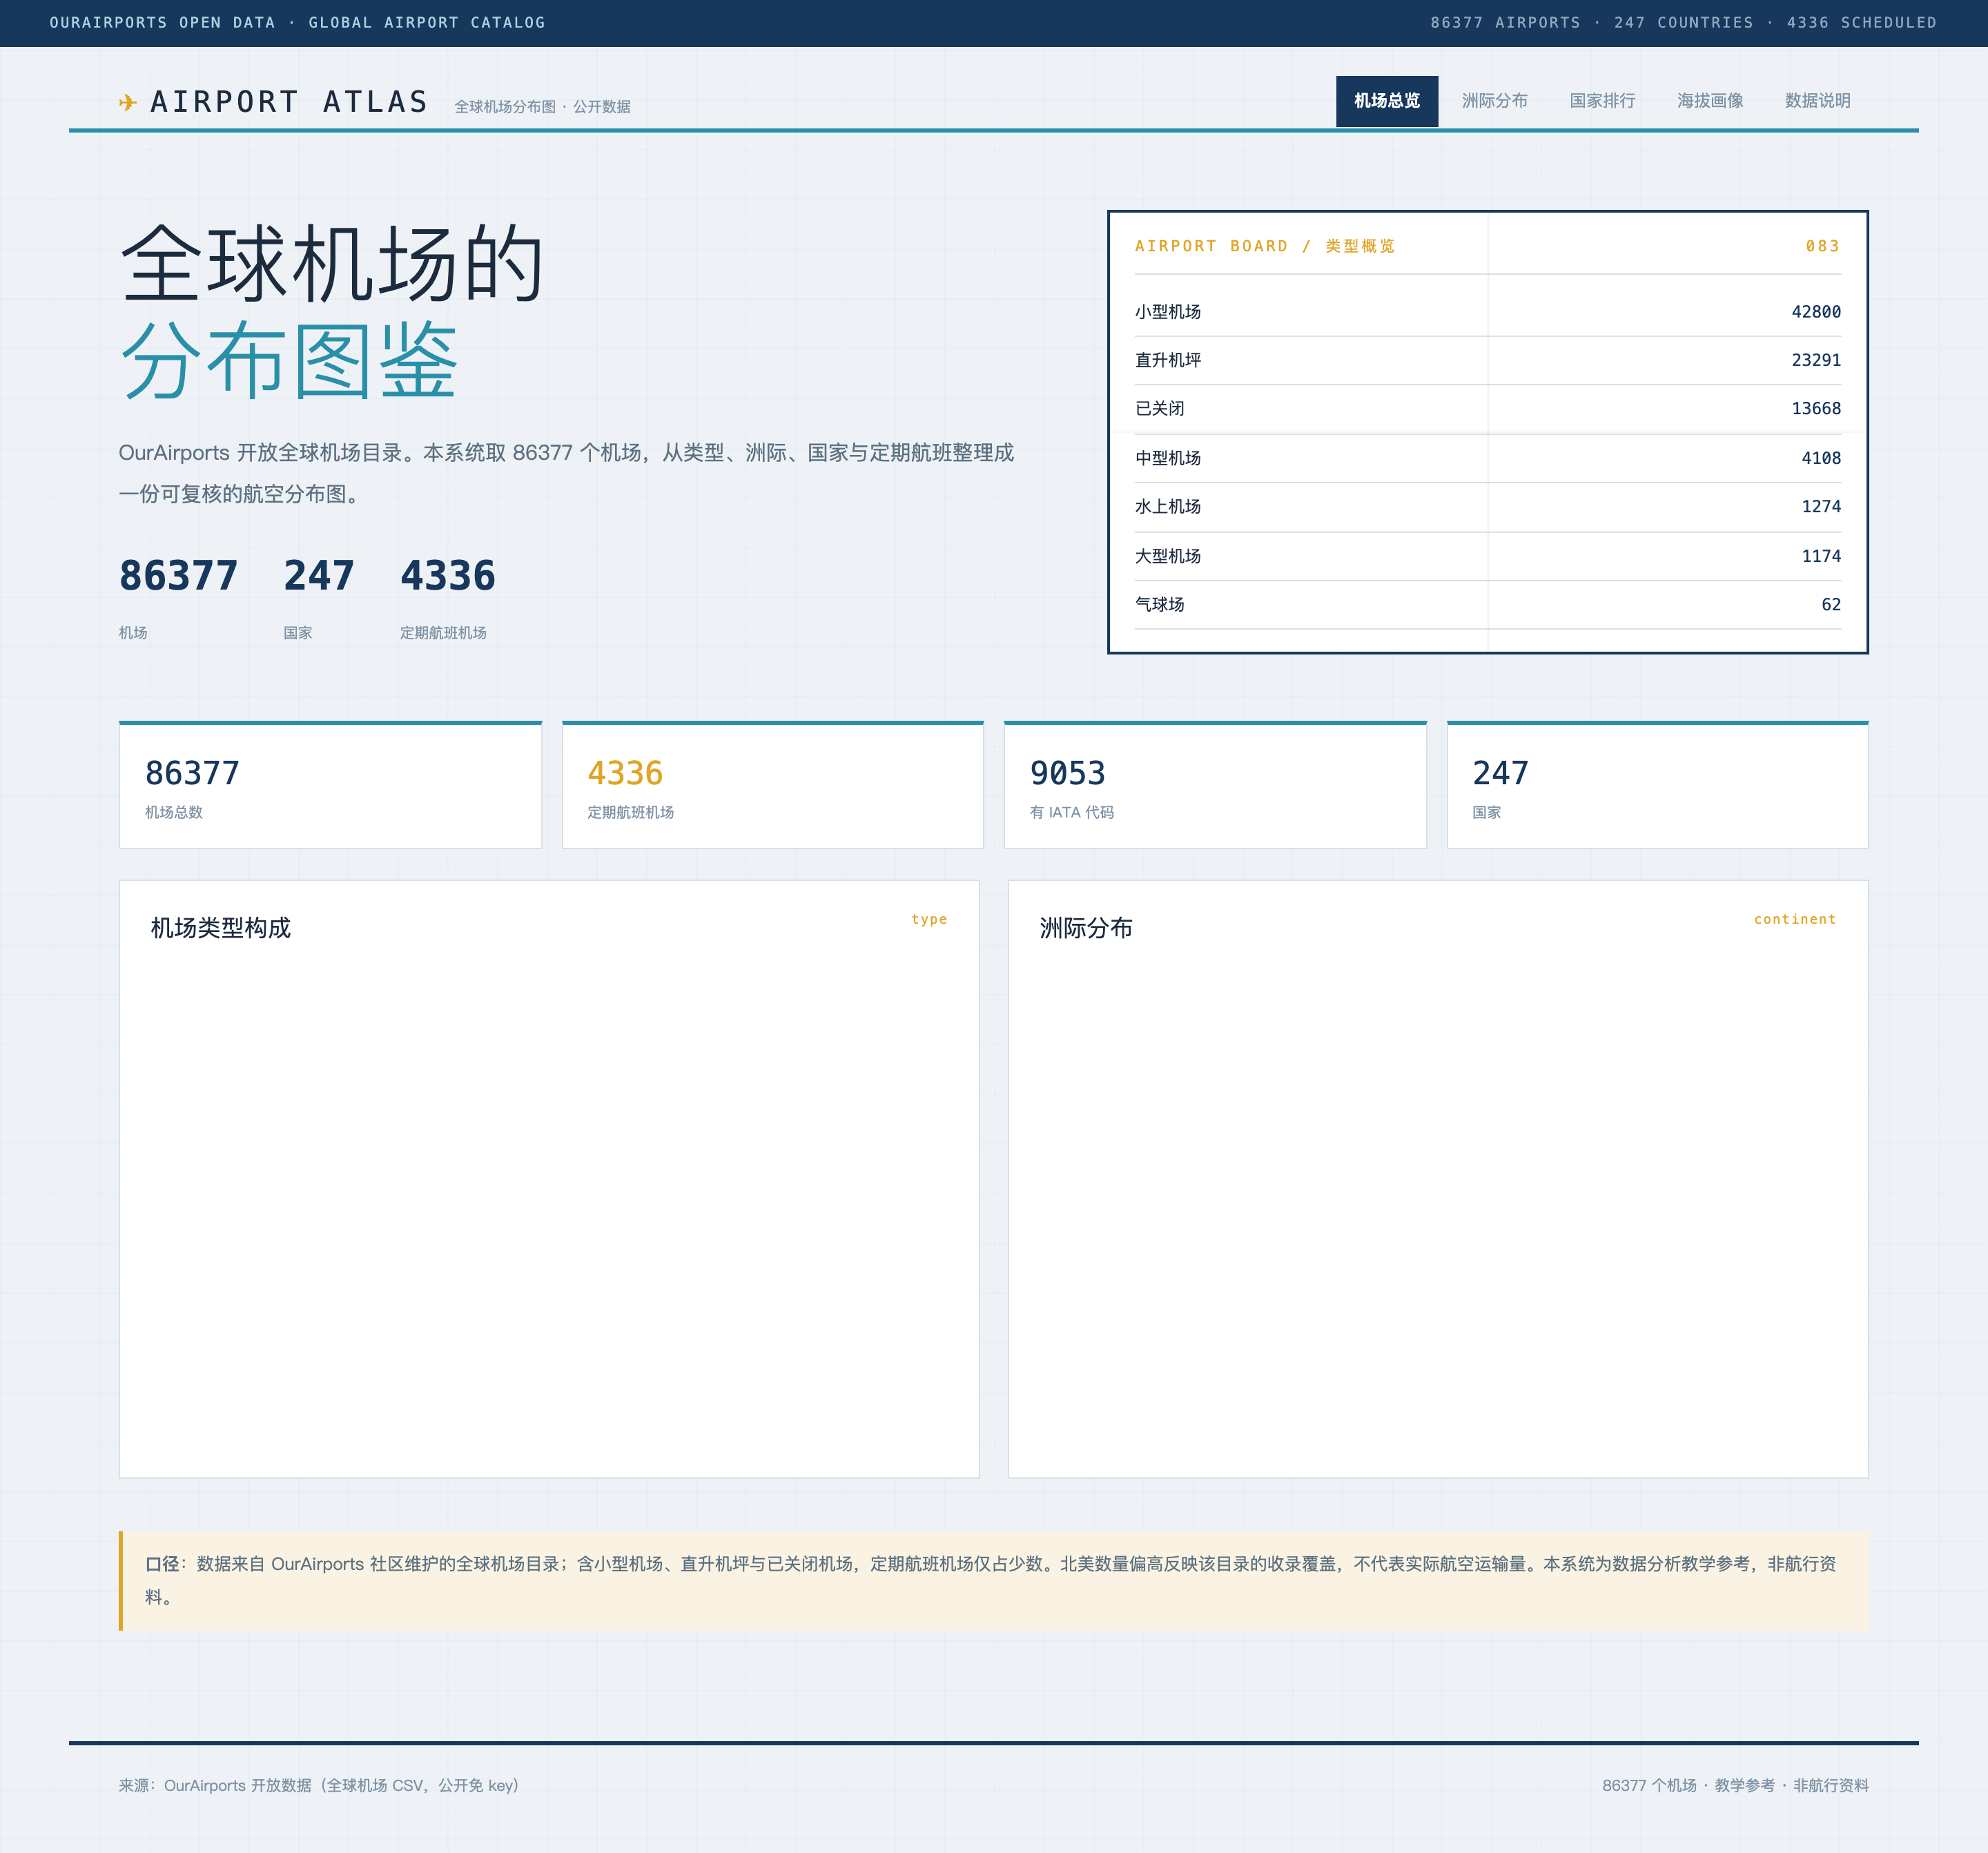 OURAIRPORTS OPEN DATA · GLOBAL AIRPORT CATALOG
86377 AIRPORTS · 247 COUNTRIES · 4336 SCHEDULED
✈ AIRPORT ATLAS 全球机场分布图 · 公开数据
机场总览 洲际分布 国家排行 海拔画像 数据说明
全球机场的
分布图鉴
OurAirports 开放全球机场目录。本系统取 86377 个机场，从类型、洲际、国家与定期航班整理成
一份可复核的航空分布图。
86377 247 4336
机场 国家 定期航班机场
AIRPORT BOARD / 类型概览 083
小型机场 42800
直升机坪 23291
已关闭 13668
中型机场 4108
水上机场 1274
大型机场 1174
气球场 62
86377
机场总数
4336
定期航班机场
9053
有 IATA 代码
247
国家
机场类型构成 type
洲际分布 continent
口径：数据来自 OurAirports 社区维护的全球机场目录；含小型机场、直升机坪与已关闭机场，定期航班机场仅占少数。北美数量偏高反映该目录的收录覆盖，不代表实际航空运输量。本系统为数据分析教学参考，非航行资
料。
来源：OurAirports 开放数据（全球机场 CSV，公开免 key）
86377 个机场 · 教学参考 · 非航行资料